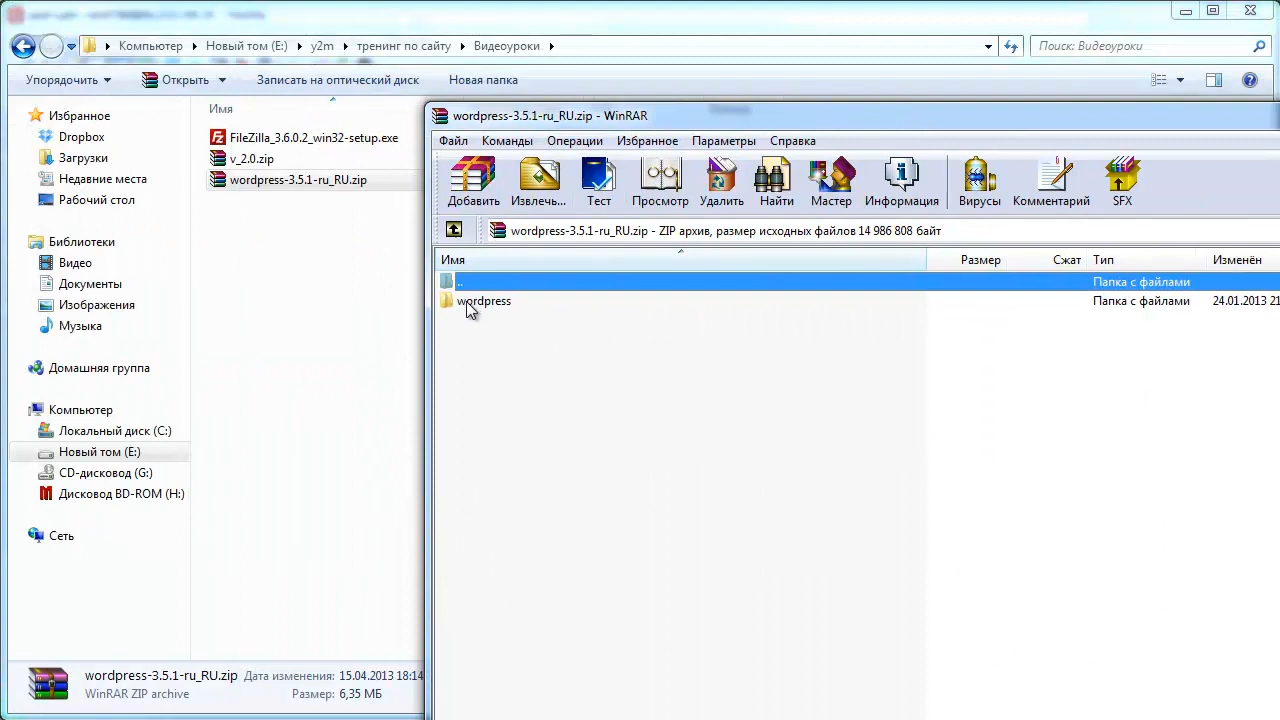 Компьютер Новый том (E:) y2m тренинг по сайту Видеоуроки
Поиск: Видеоуроки
Упорядочить Открыть Записать на оптический диск Новая папка
Избранное
Dropbox
Загрузки
Недавние места
Рабочий стол
Библиотеки
Видео
Документы
Изображения
Музыка
Домашняя группа
Компьютер
Локальный диск (C:)
Новый том (E:)
CD-дисковод (G:)
Дисковод BD-ROM (H:)
Сеть
Имя
FileZilla_3.6.0.2_win32-setup.exe
v_2.0.zip
wordpress-3.5.1-ru_RU.zip
wordpress-3.5.1-ru_RU.zip - WinRAR
Файл Команды Операции Избранное Параметры Справка
Добавить Извлечь... Тест Просмотр Удалить Найти Мастер Информация Вирусы Комментарий SFX
wordpress-3.5.1-ru_RU.zip - ZIP архив, размер исходных файлов 14 986 808 байт
Имя Размер Сжат Тип Изменён
.. Папка с файлами
wordpress Папка с файлами 24.01.2013 21
wordpress-3.5.1-ru_RU.zip Дата изменения: 15.04.2013 18:14
WinRAR ZIP archive Размер: 6,35 МБ